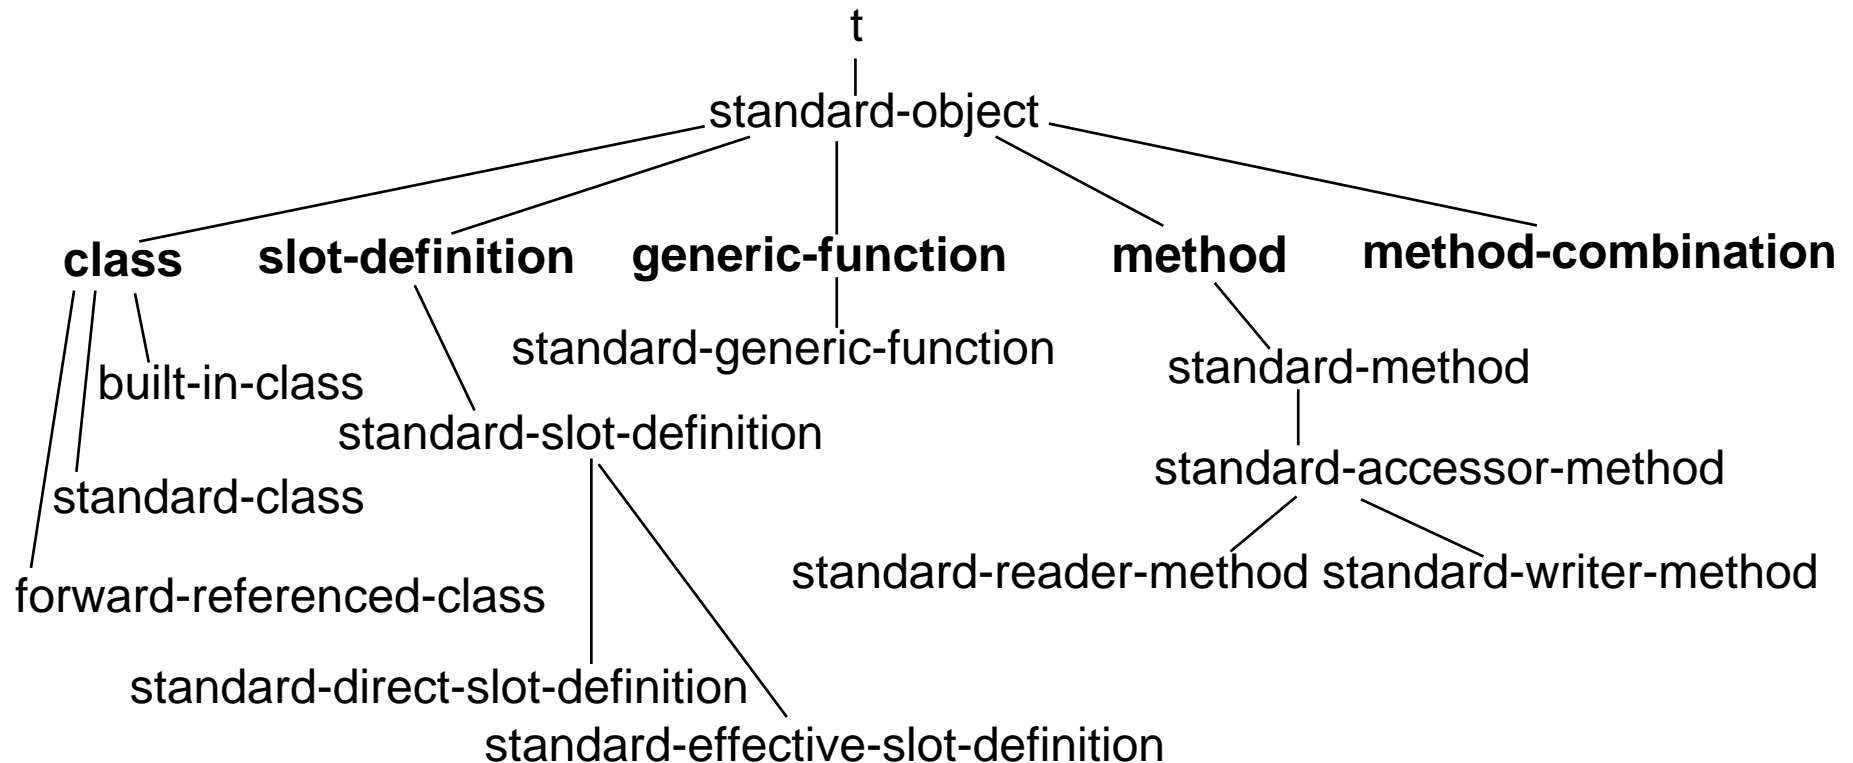 t
standard-object
class slot-definition generic-function method method-combination
standard-generic-function
standard-method
built-in-class
standard-slot-definition
standard-accessor-method
standard-class
standard-reader-method standard-writer-method
forward-referenced-class
standard-direct-slot-definition
standard-effective-slot-definition